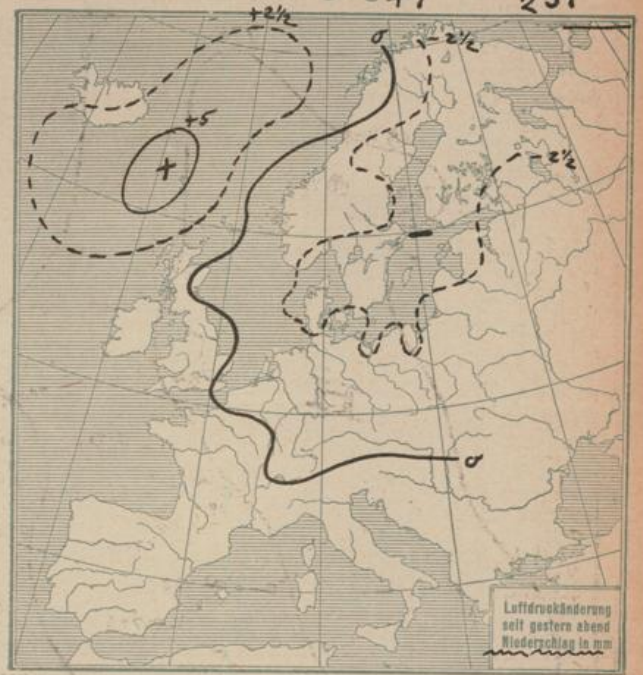 +2½
σ
-2½
+5
+
-2½
σ
Luftdruckänderung
seit gestern abend
Niederschlag in mm